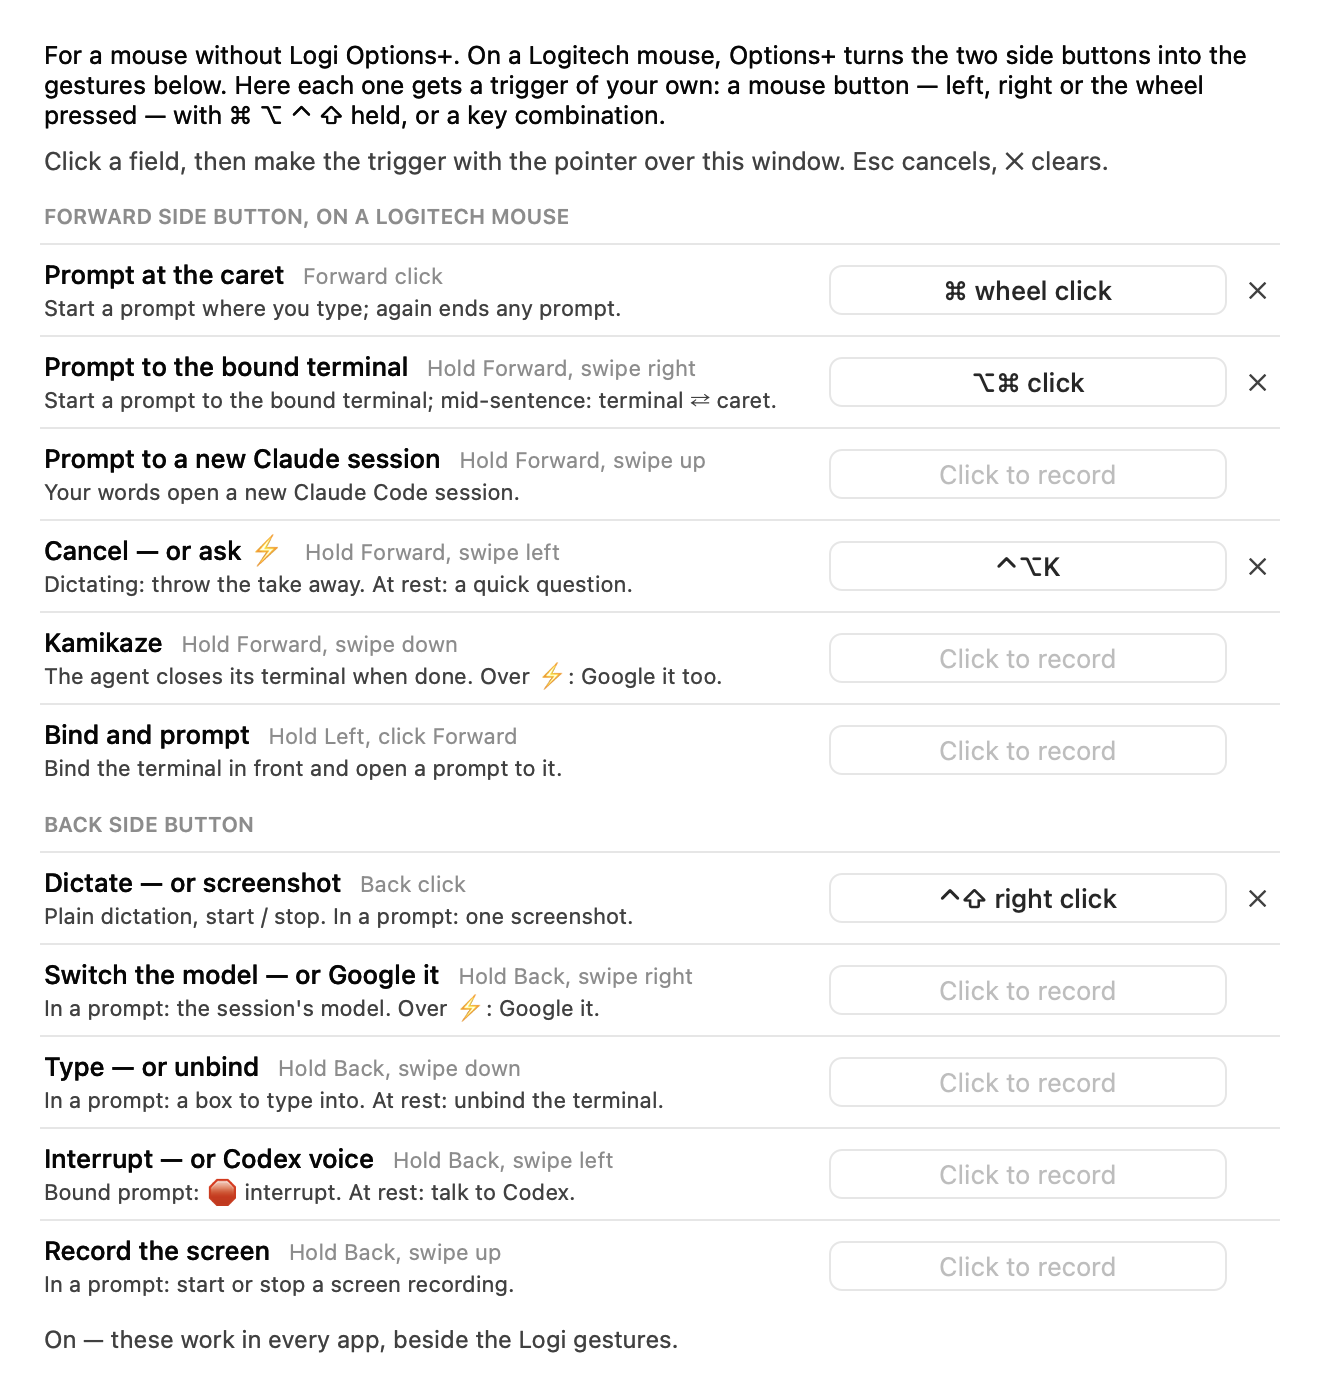 For a mouse without Logi Options+. On a Logitech mouse, Options+ turns the two side buttons into the
gestures below. Here each one gets a trigger of your own: a mouse button — left, right or the wheel
pressed — with ⌘ ⌥ ^ ⇧ held, or a key combination.
Click a field, then make the trigger with the pointer over this window. Esc cancels, ✕ clears.
FORWARD SIDE BUTTON, ON A LOGITECH MOUSE
Prompt at the caret Forward click
Start a prompt where you type; again ends any prompt.
⌘ wheel click ✕
Prompt to the bound terminal Hold Forward, swipe right
Start a prompt to the bound terminal; mid-sentence: terminal ⇄ caret.
⌥⌘ click ✕
Prompt to a new Claude session Hold Forward, swipe up
Your words open a new Claude Code session.
Click to record
Cancel — or ask ⚡ Hold Forward, swipe left
Dictating: throw the take away. At rest: a quick question.
^⌥K ✕
Kamikaze Hold Forward, swipe down
The agent closes its terminal when done. Over ⚡: Google it too.
Click to record
Bind and prompt Hold Left, click Forward
Bind the terminal in front and open a prompt to it.
Click to record
BACK SIDE BUTTON
Dictate — or screenshot Back click
Plain dictation, start / stop. In a prompt: one screenshot.
^⇧ right click ✕
Switch the model — or Google it Hold Back, swipe right
In a prompt: the session's model. Over ⚡: Google it.
Click to record
Type — or unbind Hold Back, swipe down
In a prompt: a box to type into. At rest: unbind the terminal.
Click to record
Interrupt — or Codex voice Hold Back, swipe left
Bound prompt: 🛑 interrupt. At rest: talk to Codex.
Click to record
Record the screen Hold Back, swipe up
In a prompt: start or stop a screen recording.
Click to record
On — these work in every app, beside the Logi gestures.